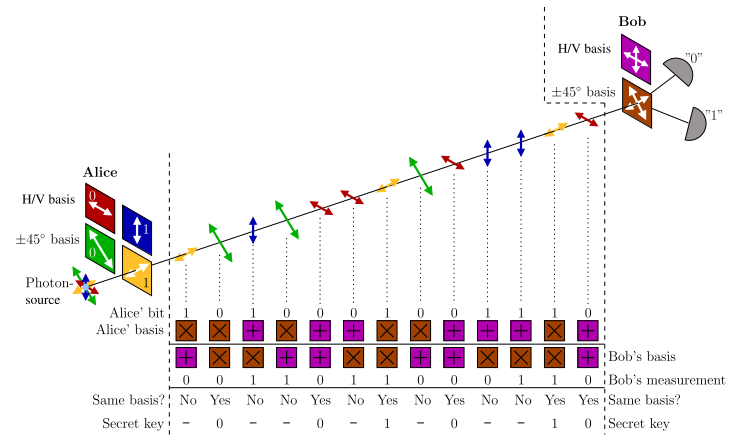 Bob
H/V basis
"0"
±45° basis
"1"
Alice
H/V basis
0
1
±45° basis
0
1
Photon-
source
Alice' bit 1 0 1 0 0 0 1 0 0 1 1 1 0
Alice' basis
Bob's basis
0 0 1 1 0 1 1 0 0 0 1 1 0 Bob's measurement
Same basis? No Yes No No Yes No Yes No Yes No No Yes Yes Same basis?
Secret key – 0 – – 0 – 1 – 0 – – 1 0 Secret key